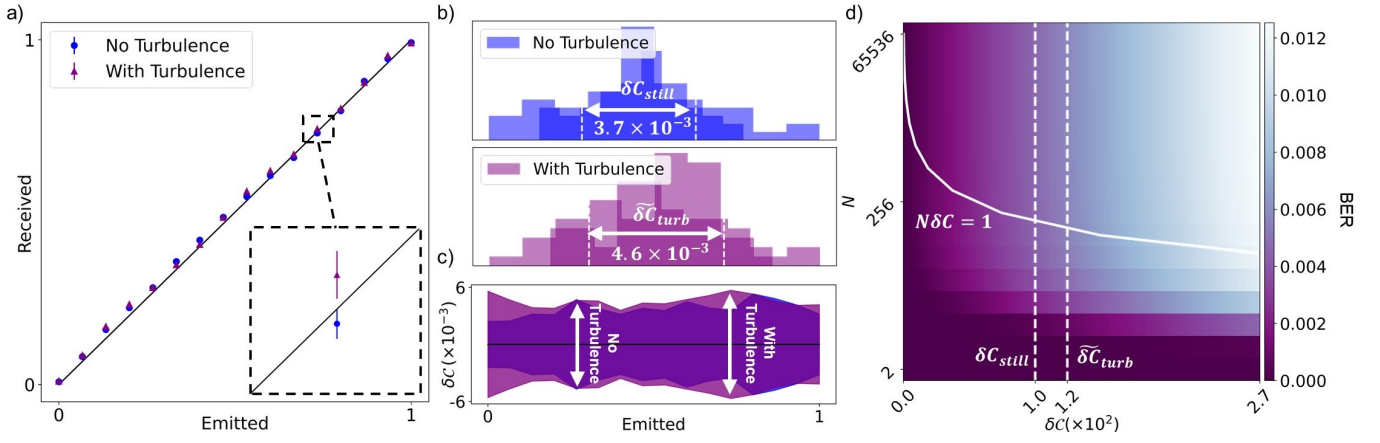 a)
1
No Turbulence
With Turbulence
Received
0
0
Emitted
1
b)
No Turbulence
δC_still
3.7 × 10⁻³
With Turbulence
δC̃_turb
4.6 × 10⁻³
c)
6
No
Turbulence
With
Turbulence
δC(×10⁻³)
-6
0
Emitted
1
d)
65536
N
256
2
NδC = 1
δC_still
δC̃_turb
0.0
1.0
1.2
2.7
δC(×10²)
0.012
0.010
0.008
0.006
0.004
0.002
0.000
BER